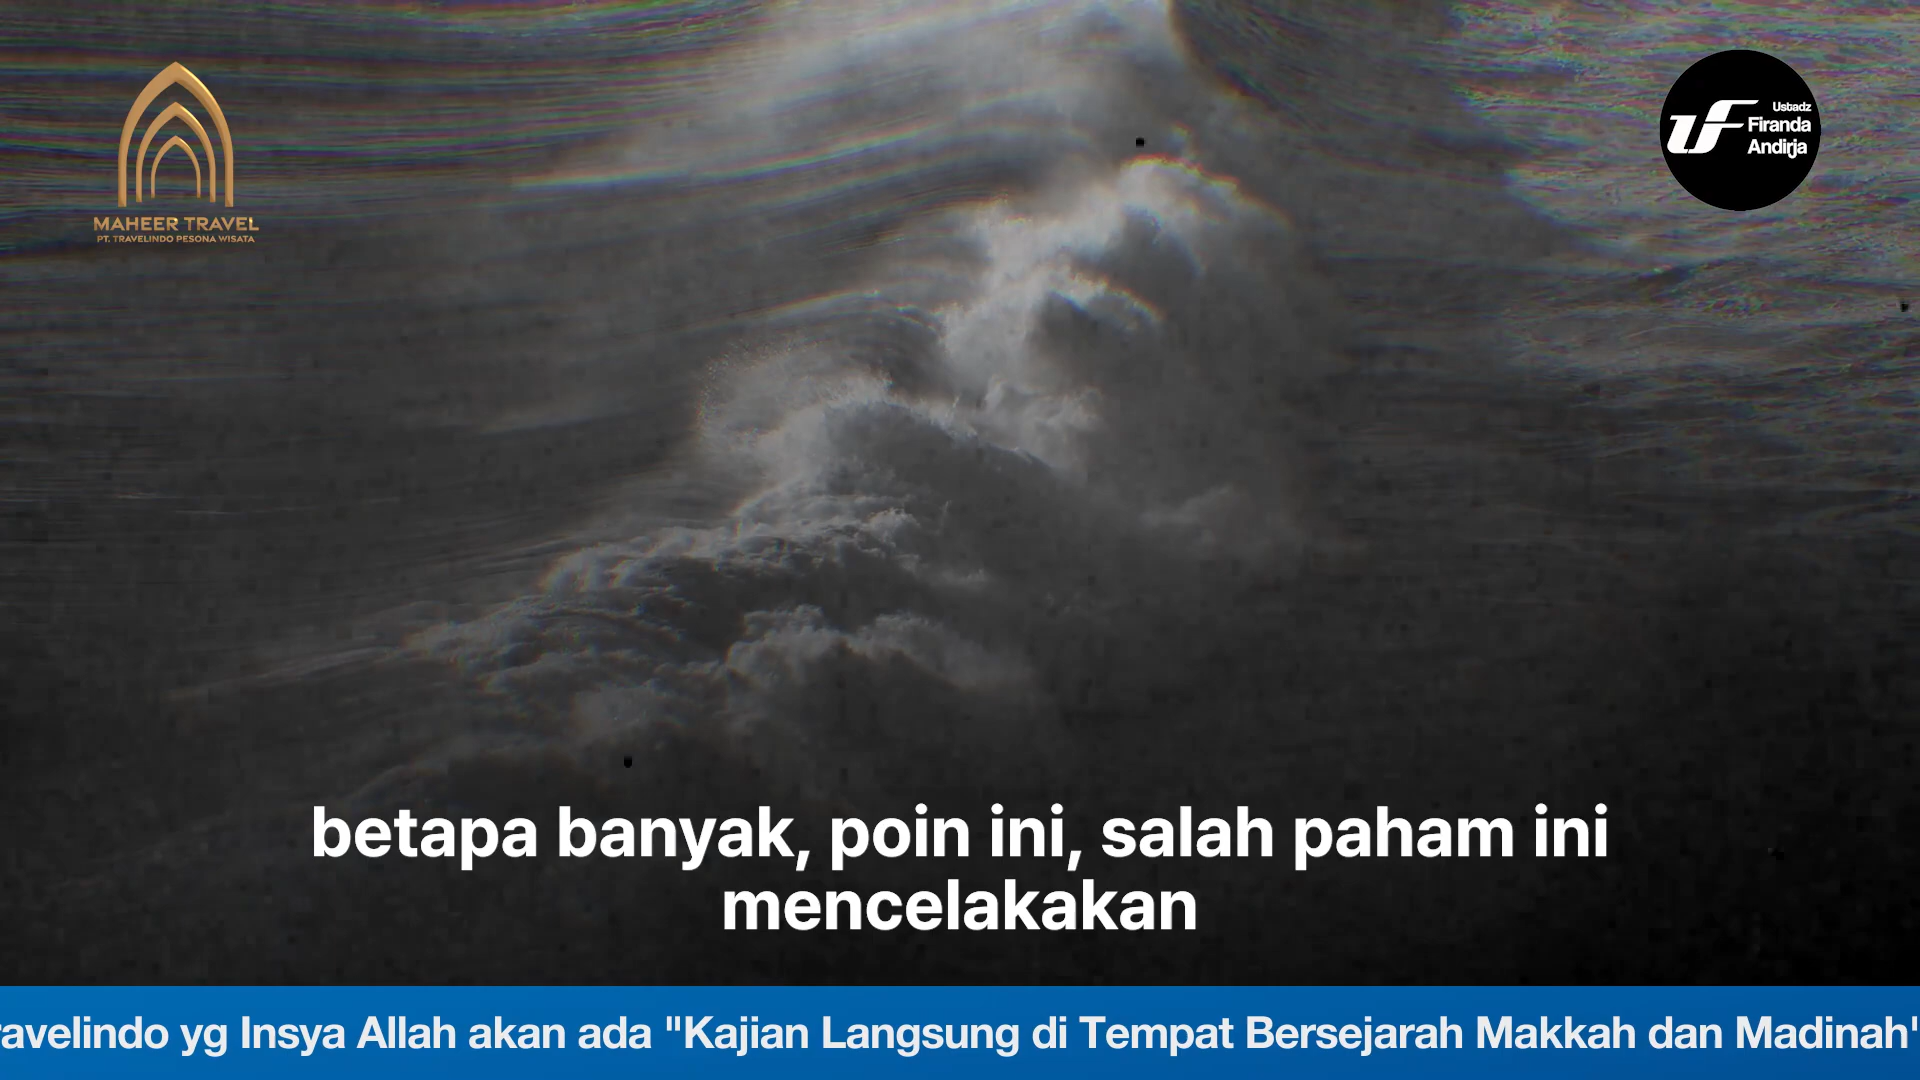 MAHEER TRAVEL
PT. TRAVELINDO PESONA WISATA
Ustadz
Firanda
Andirja
betapa banyak, poin ini, salah paham ini
mencelakakan
ravelindo yg Insya Allah akan ada "Kajian Langsung di Tempat Bersejarah Makkah dan Madinah"